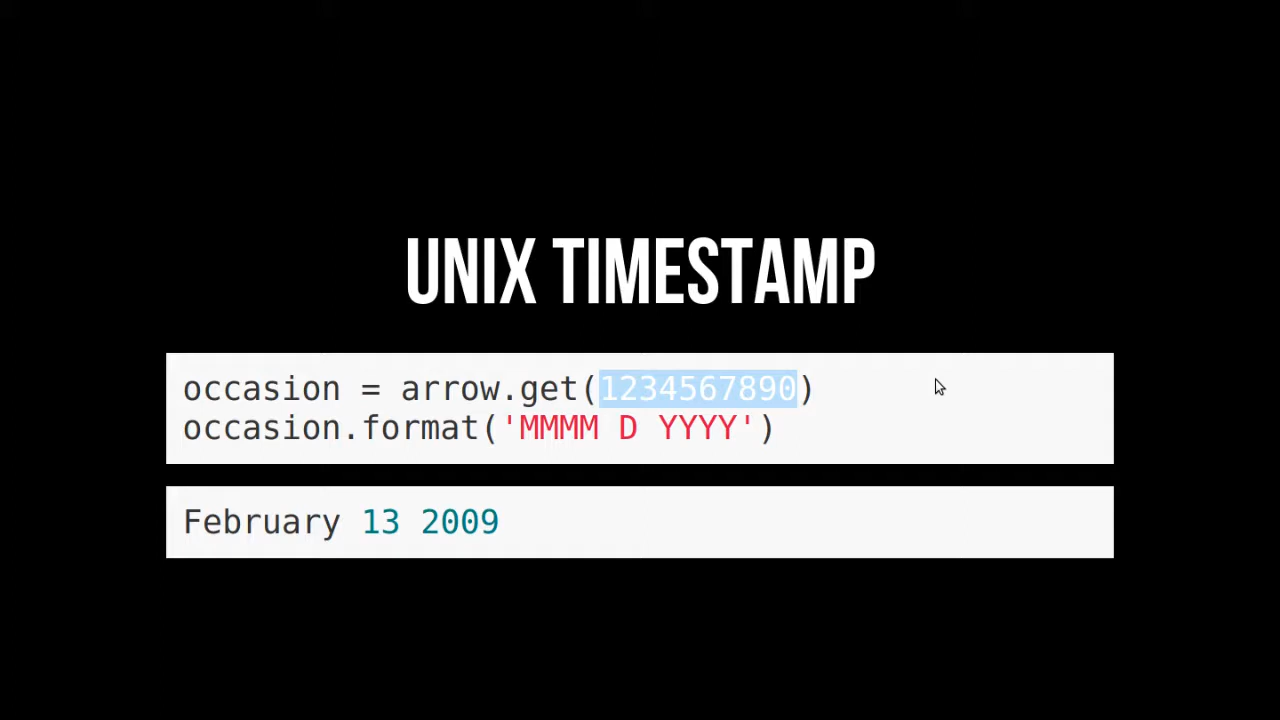 UNIX TIMESTAMP
occasion = arrow.get(1234567890)
occasion.format('MMMM D YYYY')
February 13 2009